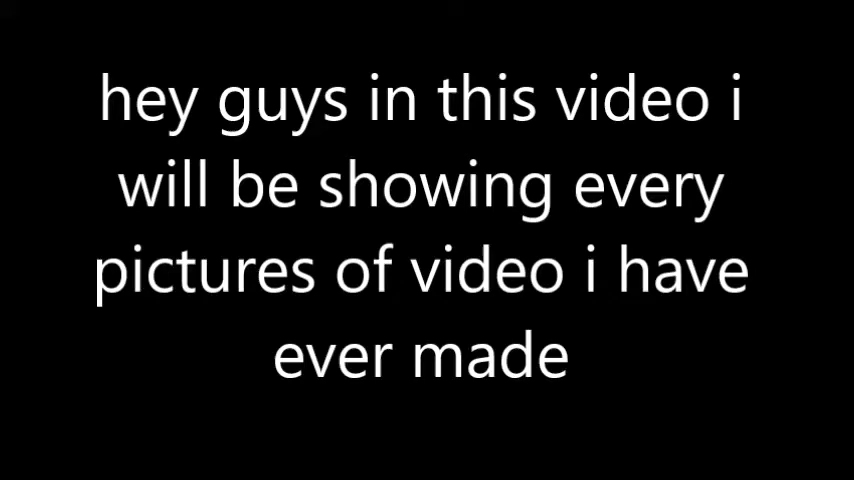 hey guys in this video i
will be showing every
pictures of video i have
ever made